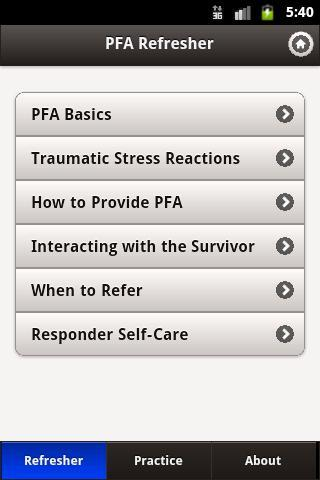 3G 5:40
PFA Refresher
PFA Basics
Traumatic Stress Reactions
How to Provide PFA
Interacting with the Survivor
When to Refer
Responder Self-Care
Refresher Practice About